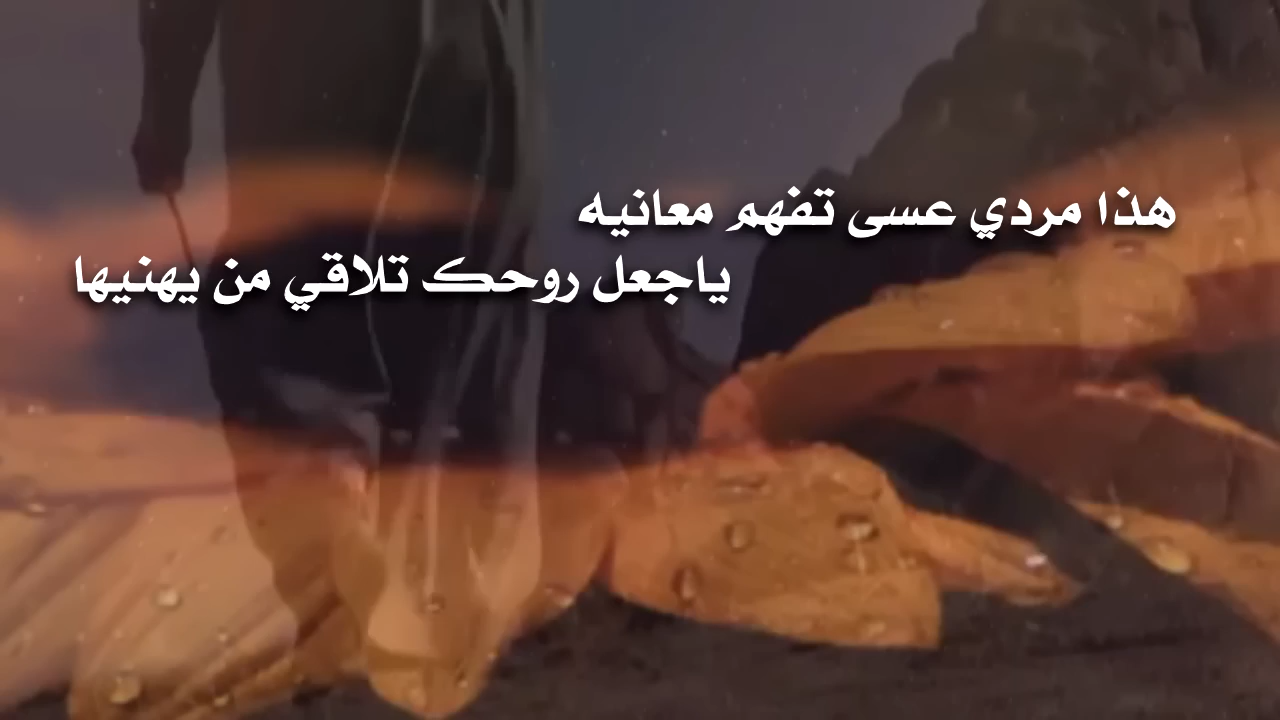 هذا مردي عسى تفهم معانيه
ياجعل روحك تلاقي من يهنيها